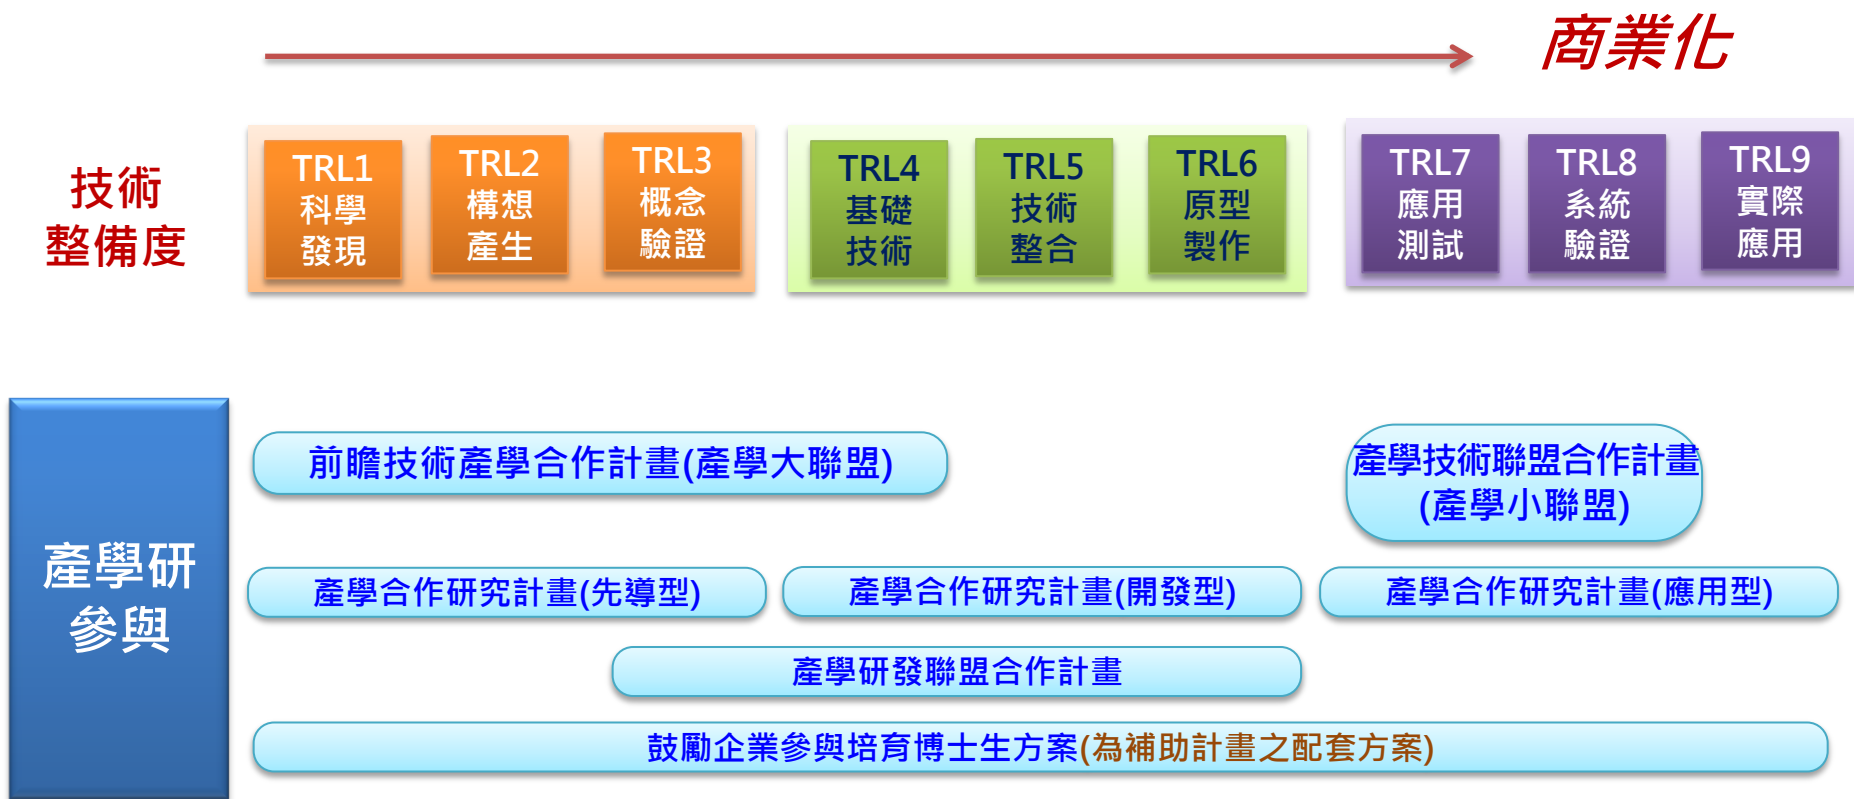 商業化
技術
整備度
TRL1
科學
發現
TRL2
構想
產生
TRL3
概念
驗證
TRL4
基礎
技術
TRL5
技術
整合
TRL6
原型
製作
TRL7
應用
測試
TRL8
系統
驗證
TRL9
實際
應用
產學研
參與
前瞻技術產學合作計畫(產學大聯盟)
產學技術聯盟合作計畫
(產學小聯盟)
產學合作研究計畫(先導型)
產學合作研究計畫(開發型)
產學合作研究計畫(應用型)
產學研發聯盟合作計畫
鼓勵企業參與培育博士生方案(為補助計畫之配套方案)